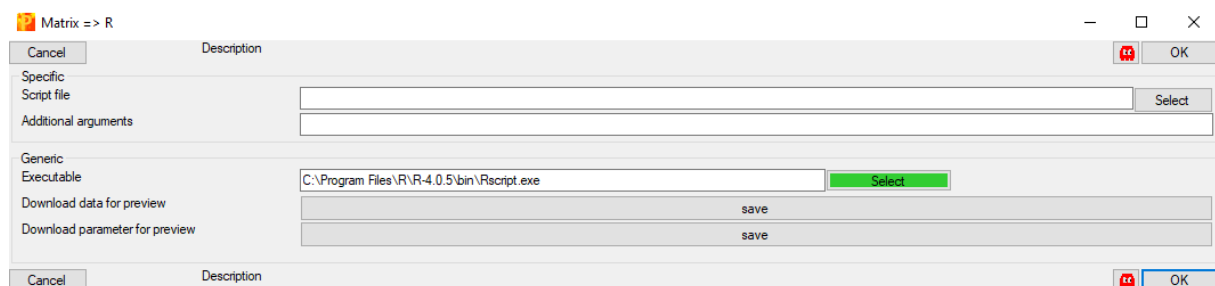 Matrix => R
Cancel Description OK
Specific
Script file Select
Additional arguments
Generic
Executable C:\Program Files\R\R-4.0.5\bin\Rscript.exe Select
Download data for preview save
Download parameter for preview save
Cancel Description OK